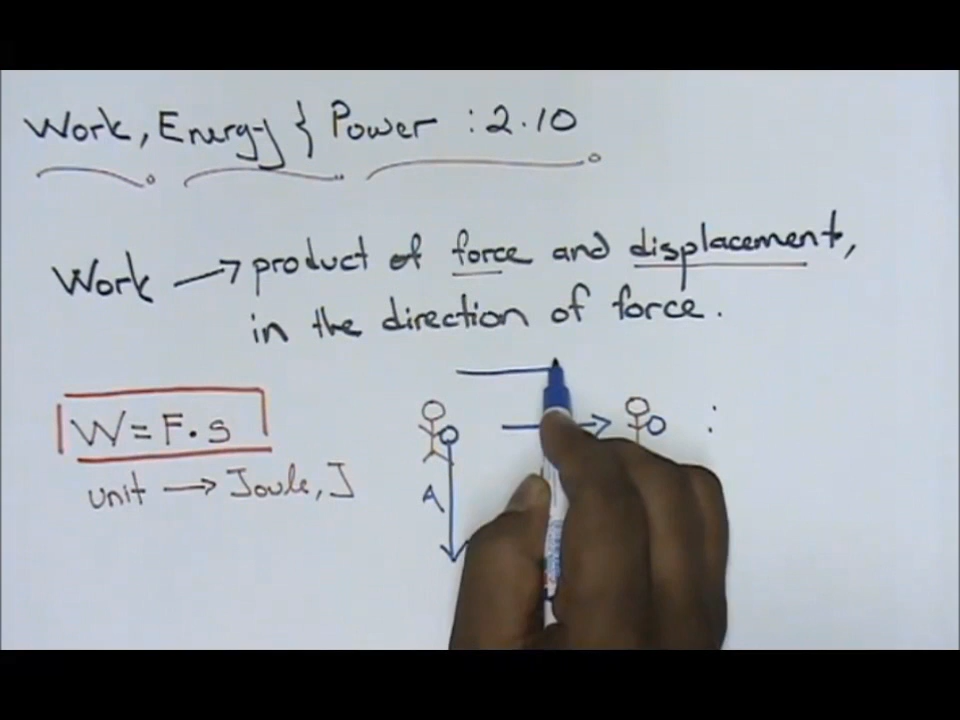 Work, Energy } Power : 2.10
Work → product of force and displacement,
in the direction of force.
W = F·s
unit → Joule, J
A
: